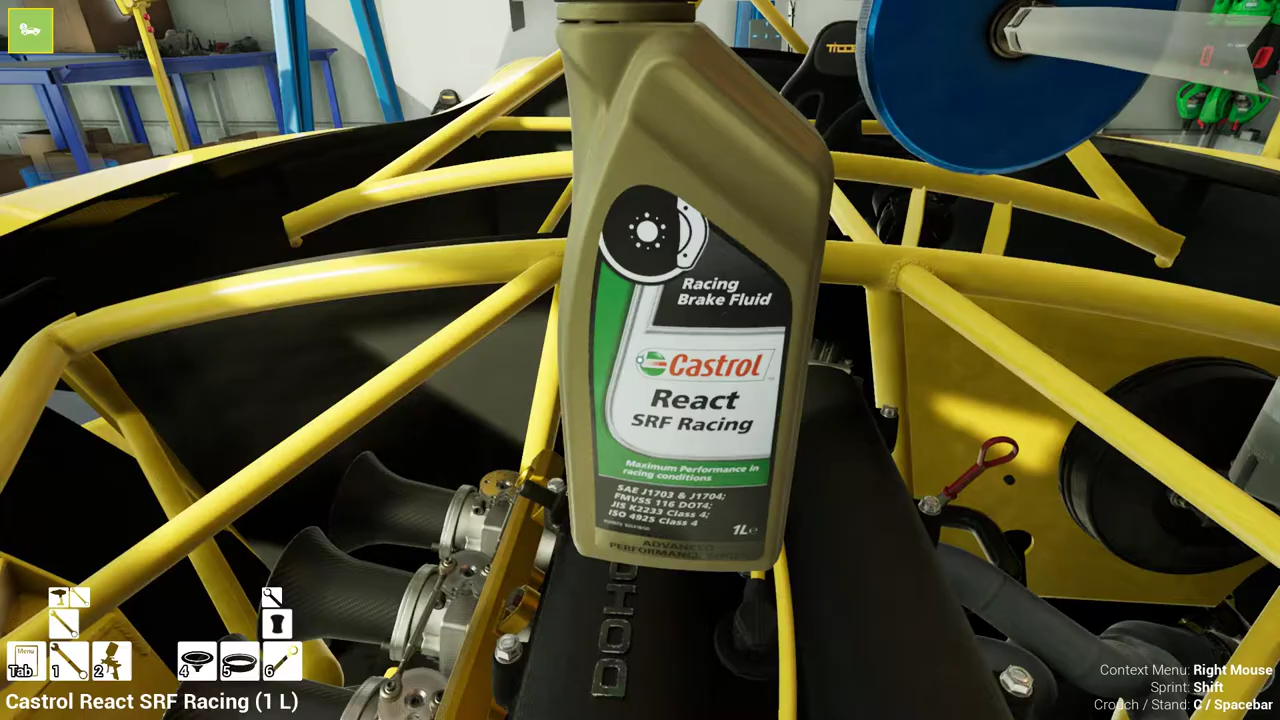 Racing
Brake Fluid
Castrol
React
SRF Racing
Maximum Performance in
racing conditions
SAE J1703 & J1704;
FMVSS 116 DOT4;
JIS K2233 Class 4;
ISO 4925 Class 4
1L
ADVANCED
DOHO
Menu
Tab
1
2
4
5
6
Castrol React SRF Racing (1 L)
Context Menu: Right Mouse
Sprint: Shift
Crouch / Stand: C / Spacebar